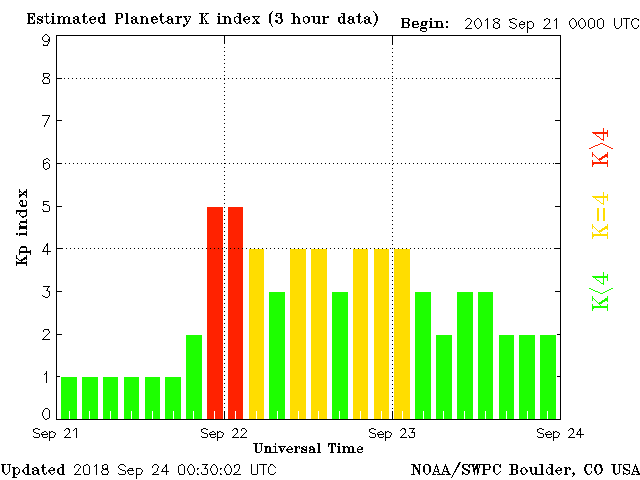 Estimated Planetary K index (3 hour data)
Begin: 2018 Sep 21 0000 UTC
9
8
7
6
5
4
3
2
1
0
Kp index
K>4
K=4
K<4
Sep 21
Sep 22
Sep 23
Sep 24
Universal Time
Updated 2018 Sep 24 00:30:02 UTC
NOAA/SWPC Boulder, CO USA